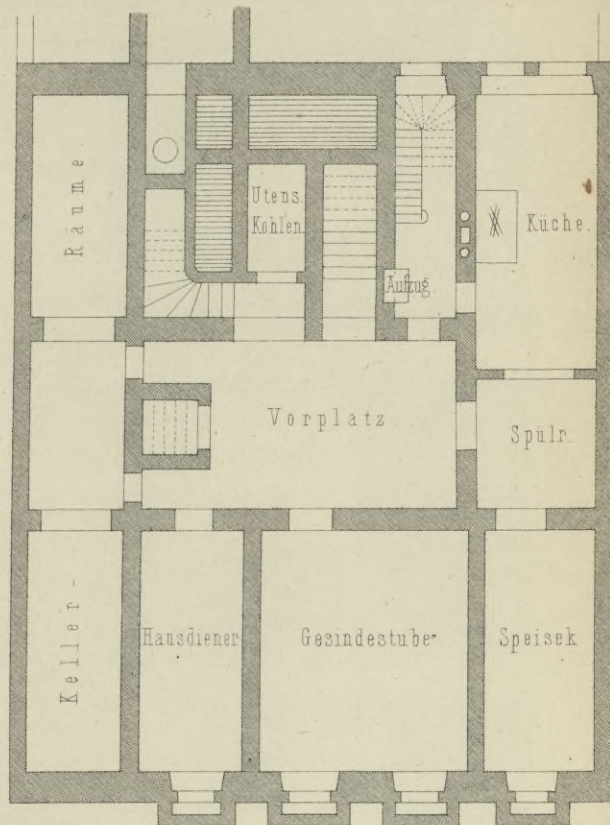 Räume
Utens.
Kohlen.
Küche.
Aufzug.
Vorplatz
Spülr.
Keller-
Hausdiener
Gesindestube
Speisek